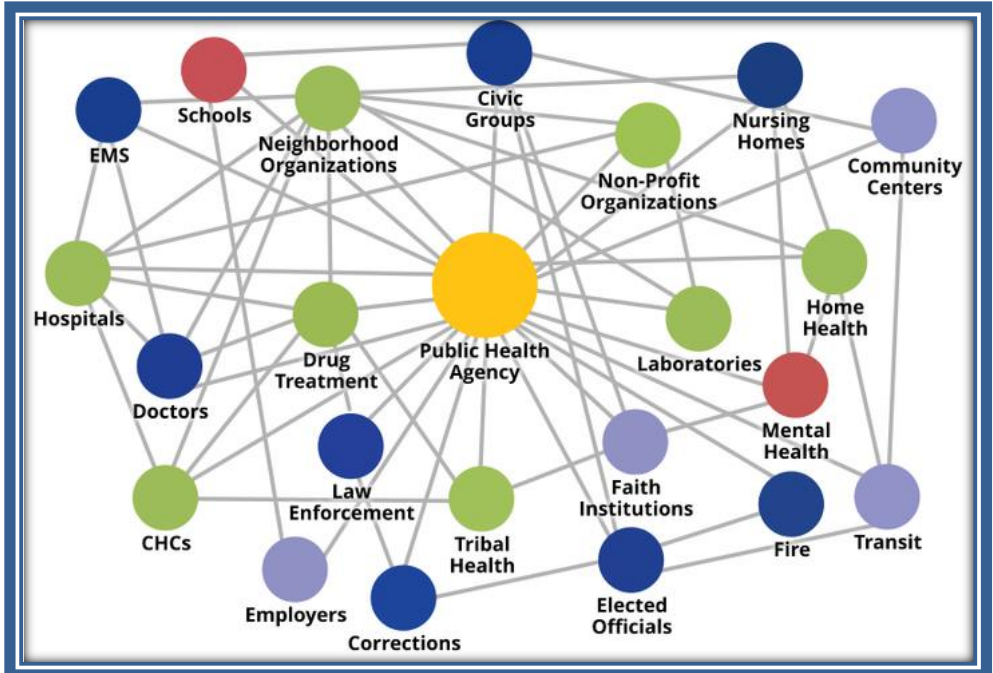 Schools
Civic
Groups
EMS
Neighborhood
Organizations
Nursing
Homes
Community
Centers
Non-Profit
Organizations
Hospitals
Home
Health
Drug
Treatment
Public Health
Agency
Laboratories
Doctors
Mental
Health
Law
Enforcement
Faith
Institutions
CHCs
Tribal
Health
Fire
Transit
Employers
Elected
Officials
Corrections